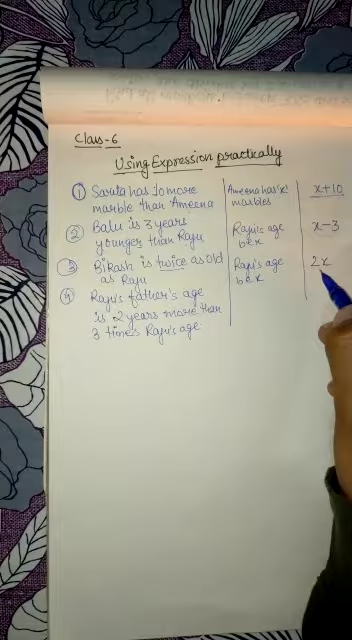 Class-6
Using Expression practically
① Sarita has 10 more
marble than Ameena
Ameena has 'x'
marbles
x+10
② Balu is 3 years
younger than Raju
Raju's age
be x
x-3
③ Bikash is twice as old
as Raju
Raju's age
be x
2x
④ Raju's father's age
is 2 years more than
3 times Raju's age